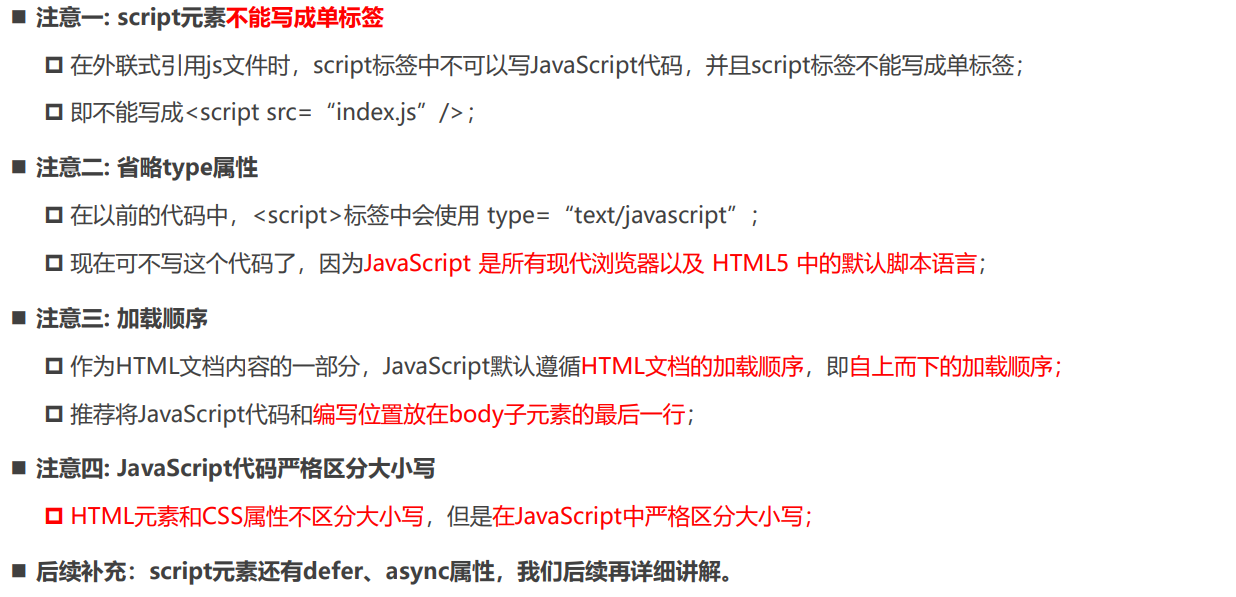 注意一: script元素不能写成单标签
在外联式引用js文件时，script标签中不可以写JavaScript代码，并且script标签不能写成单标签；
即不能写成<script src=“index.js”/>；
注意二: 省略type属性
在以前的代码中，<script>标签中会使用 type=“text/javascript”；
现在可不写这个代码了，因为JavaScript 是所有现代浏览器以及 HTML5 中的默认脚本语言；
注意三: 加载顺序
作为HTML文档内容的一部分，JavaScript默认遵循HTML文档的加载顺序，即自上而下的加载顺序；
推荐将JavaScript代码和编写位置放在body子元素的最后一行；
注意四: JavaScript代码严格区分大小写
HTML元素和CSS属性不区分大小写，但是在JavaScript中严格区分大小写；
后续补充：script元素还有defer、async属性，我们后续再详细讲解。